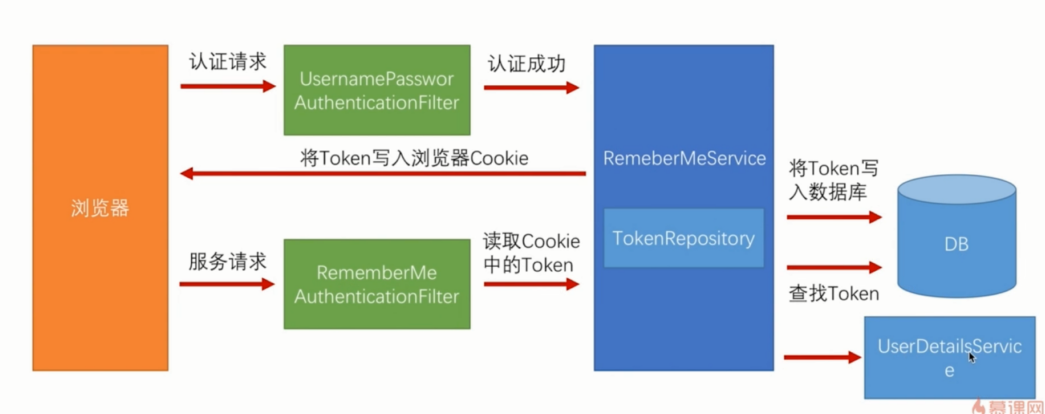 认证请求
UsernamePasswor
AuthenticationFilter
认证成功
将Token写入浏览器Cookie
浏览器
服务请求
RememberMe
AuthenticationFilter
读取Cookie
中的Token
RemeberMeService
TokenRepository
将Token写
入数据库
DB
查找Token
UserDetailsServic
e
慕课网